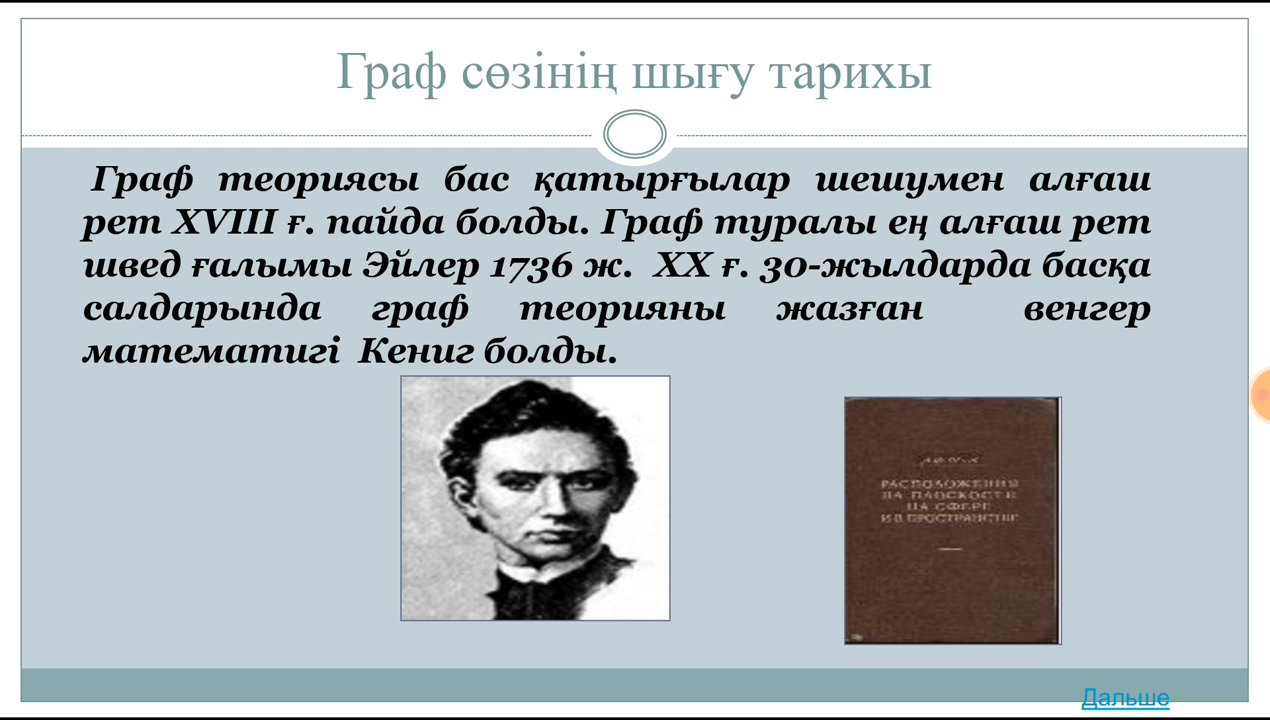 Граф сөзінің шығу тарихы
Граф теориясы бас қатырғылар шешумен алғаш
рет XVIII ғ. пайда болды. Граф туралы ең алғаш рет
швед ғалымы Эйлер 1736 ж. XX ғ. 30-жылдарда басқа
салдарында граф теорияны жазған венгер
математигі Кениг болды.
РАСПОЛОЖЕНИЯ
НА ПЛОСКОСТИ
НА СФЕРЕ
И В ПРОСТРАНСТВЕ
Дальше